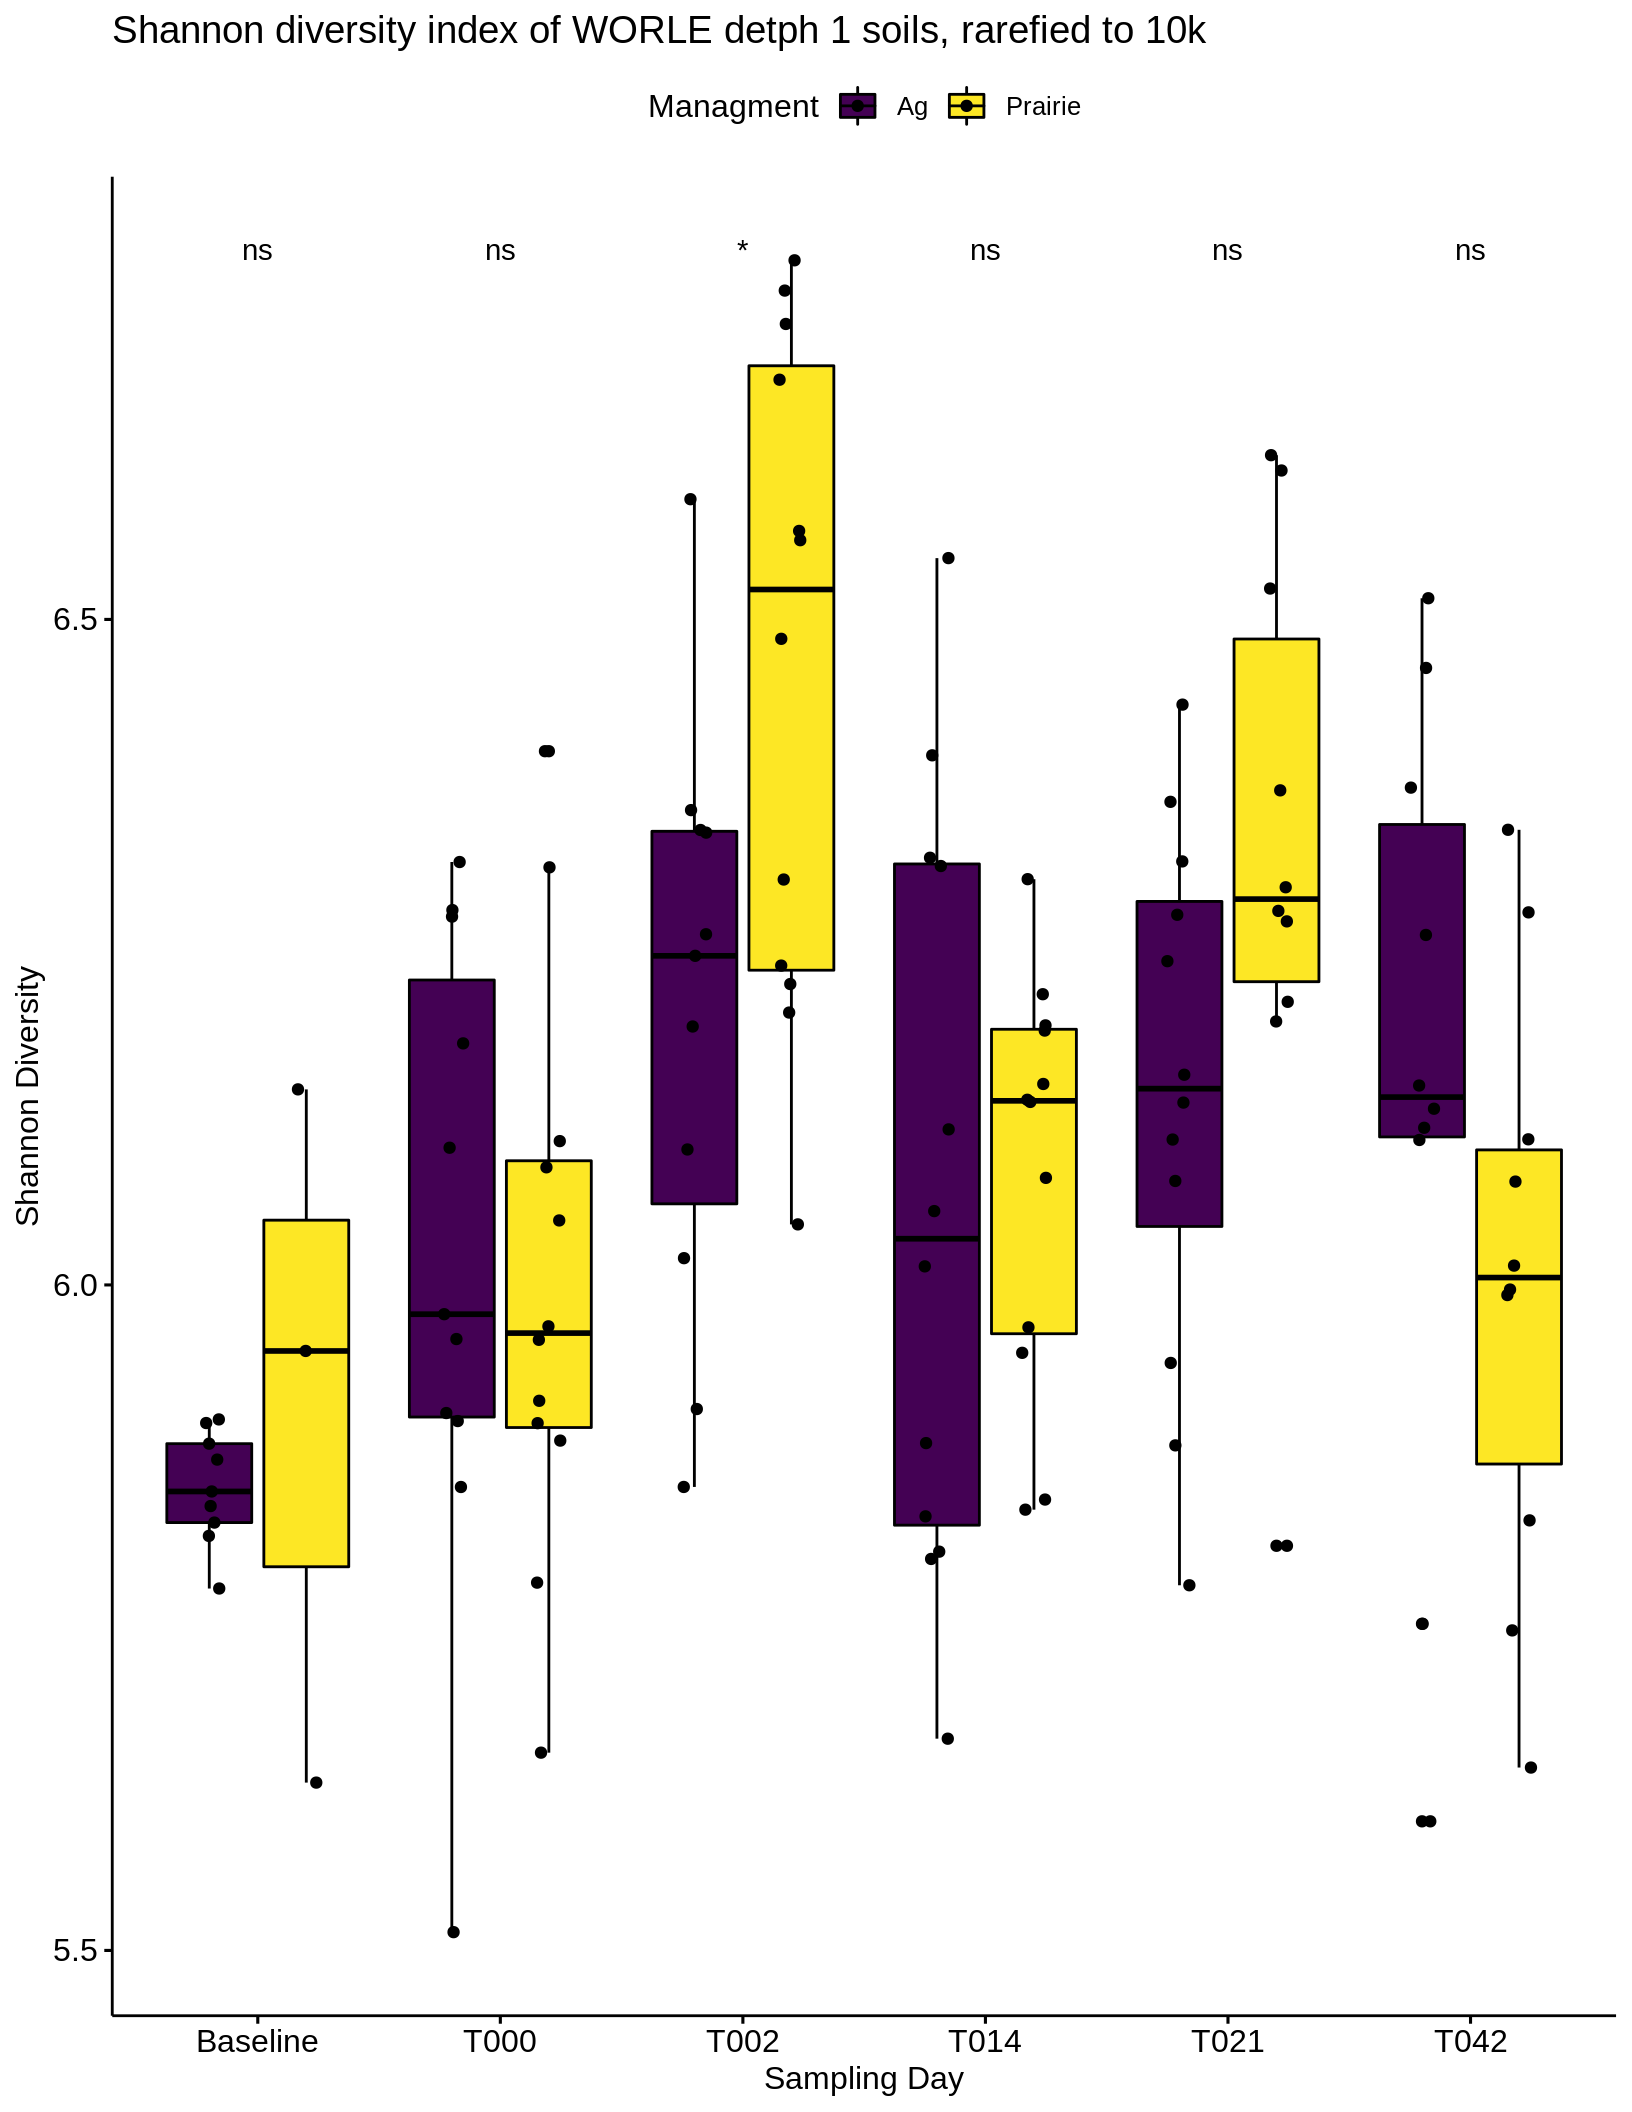 Shannon diversity index of WORLE detph 1 soils, rarefied to 10k
Managment Ag Prairie
ns ns * ns ns ns
6.5
6.0
5.5
Shannon Diversity
Baseline T000 T002 T014 T021 T042
Sampling Day